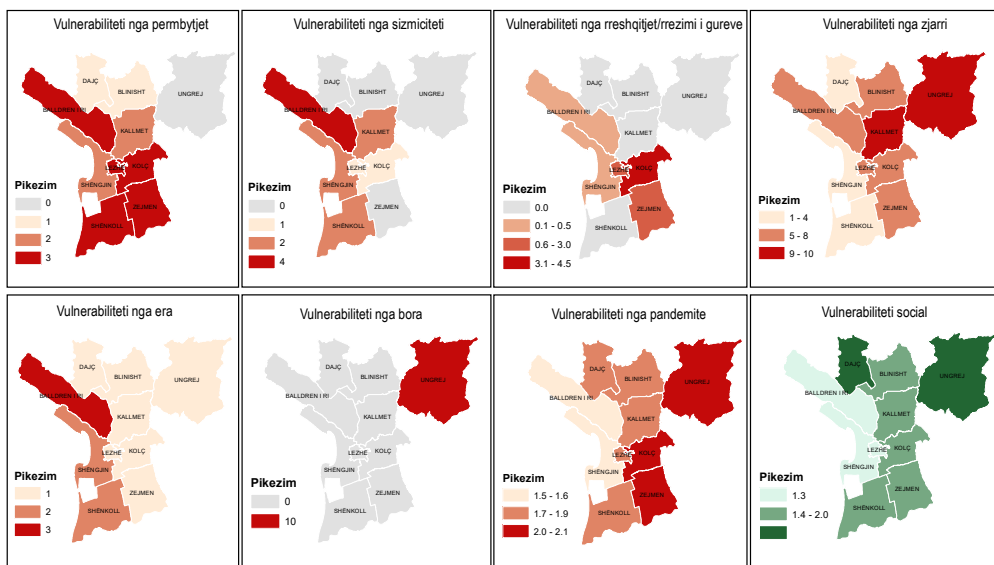 Vulnerabiliteti nga permbytjet
DAJÇ
BLINISHT
UNGREJ
BALLDREN I RI
KALLMET
LEZHË
KOLÇ
SHËNGJIN
ZEJMEN
SHËNKOLL
Pikezim
0
1
2
3
Vulnerabiliteti nga sizmiciteti
DAJÇ
BLINISHT
UNGREJ
BALLDREN I RI
KALLMET
LEZHË
KOLÇ
SHËNGJIN
ZEJMEN
SHËNKOLL
Pikezim
0
1
2
4
Vulnerabiliteti nga rreshqitjet/rrezimi i gureve
DAJÇ
BLINISHT
UNGREJ
BALLDREN I RI
KALLMET
LEZHË
KOLÇ
SHËNGJIN
ZEJMEN
SHËNKOLL
Pikezim
0.0
0.1 - 0.5
0.6 - 3.0
3.1 - 4.5
Vulnerabiliteti nga zjarri
DAJÇ
BLINISHT
UNGREJ
BALLDREN I RI
KALLMET
LEZHË
KOLÇ
SHËNGJIN
ZEJMEN
SHËNKOLL
Pikezim
1 - 4
5 - 8
9 - 10
Vulnerabiliteti nga era
DAJÇ
BLINISHT
UNGREJ
BALLDREN I RI
KALLMET
LEZHË
KOLÇ
SHËNGJIN
ZEJMEN
SHËNKOLL
Pikezim
1
2
3
Vulnerabiliteti nga bora
DAJÇ
BLINISHT
UNGREJ
BALLDREN I RI
KALLMET
LEZHË
KOLÇ
SHËNGJIN
ZEJMEN
SHËNKOLL
Pikezim
0
10
Vulnerabiliteti nga pandemite
DAJÇ
BLINISHT
UNGREJ
BALLDREN I RI
KALLMET
LEZHË
KOLÇ
SHËNGJIN
ZEJMEN
SHËNKOLL
Pikezim
1.5 - 1.6
1.7 - 1.9
2.0 - 2.1
Vulnerabiliteti social
DAJÇ
BLINISHT
UNGREJ
BALLDREN I RI
KALLMET
LEZHË
KOLÇ
SHËNGJIN
ZEJMEN
SHËNKOLL
Pikezim
1.3
1.4 - 2.0